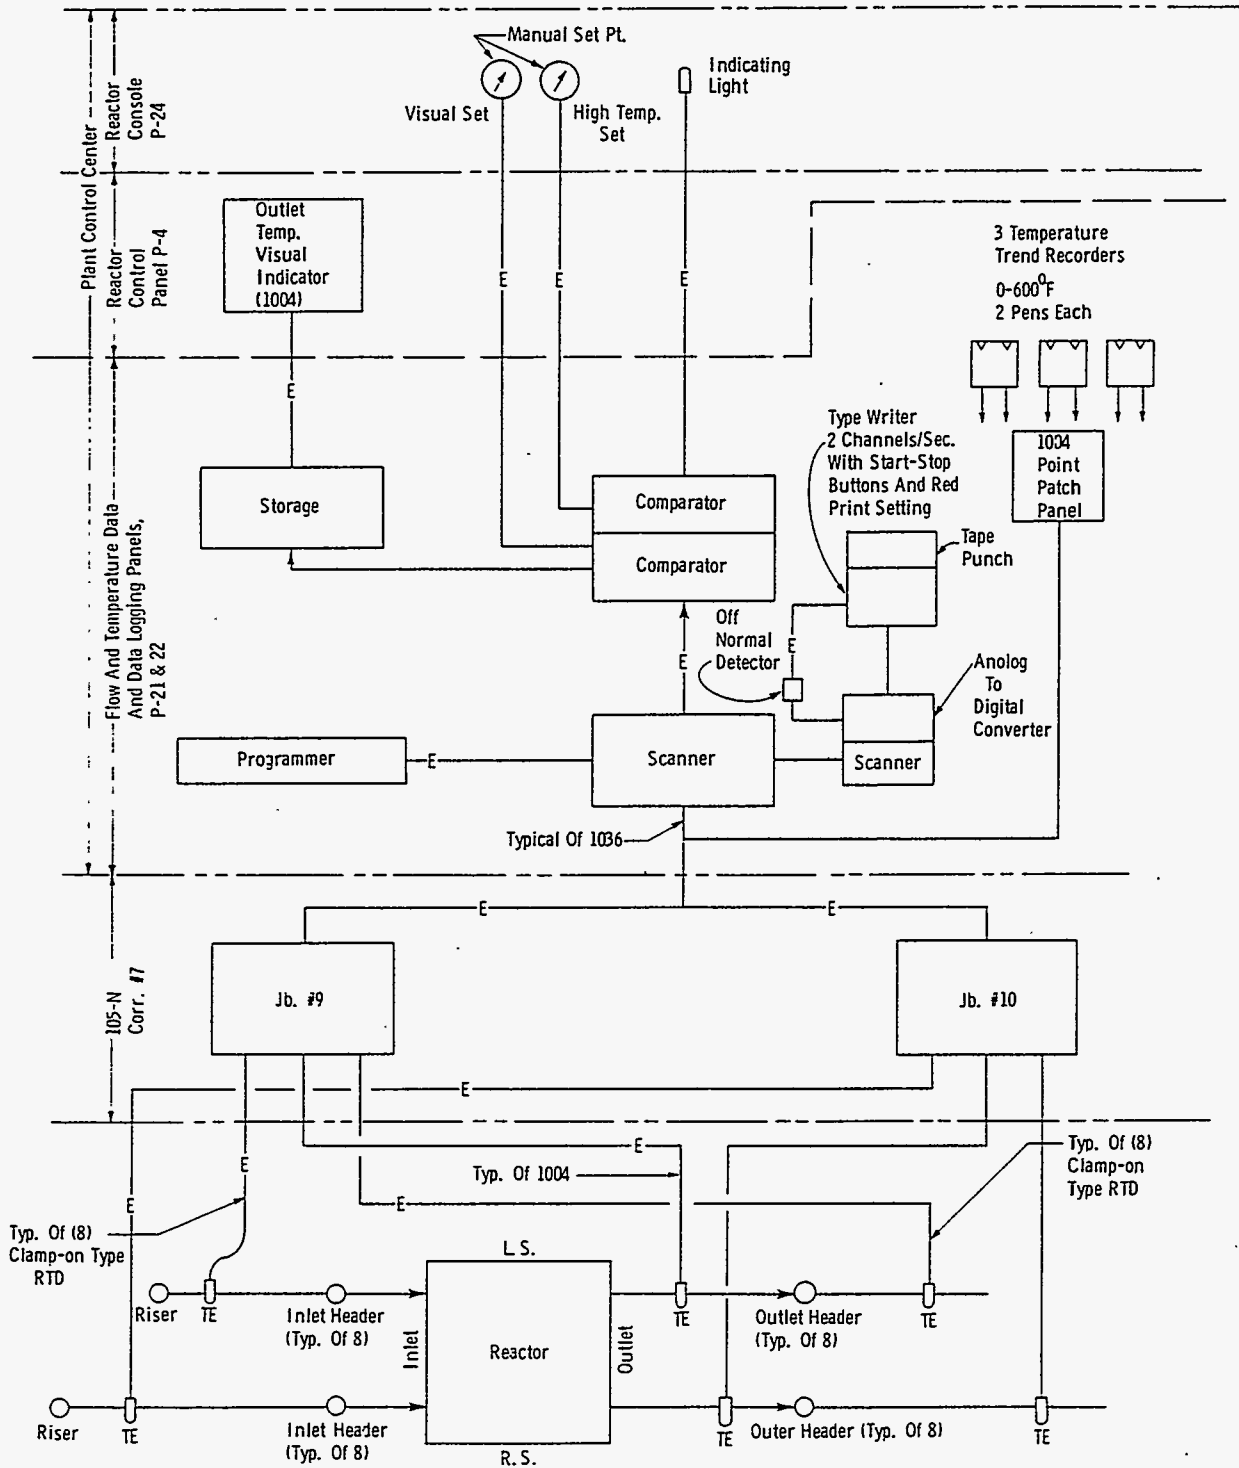 Manual Set Pt.
Visual Set
High Temp.
Set
Indicating
Light
Plant Control Center
Reactor
Console
P-24
Reactor
Control
Panel P-4
Outlet
Temp.
Visual
Indicator
(1004)
E
E
E
E
3 Temperature
Trend Recorders
0-600°F
2 Pens Each
Flow And Temperature Data
And Data Logging Panels,
P-21 & 22
Storage
Comparator
Comparator
Type Writer
2 Channels/Sec.
With Start-Stop
Buttons And Red
Print Setting
1004
Point
Patch
Panel
Tape
Punch
Off
Normal
Detector
E
E
Anolog
To
Digital
Converter
Programmer
E
Scanner
Scanner
Typical Of 1036
105-N
Corr. #7
E
E
Jb. #9
Jb. #10
E
E
E
Typ. Of 1004
E
E
Typ. Of (8)
Clamp-on
Type RTD
Typ. Of (8)
Clamp-on Type
RTD
L.S.
Riser
TE
Inlet Header
(Typ. Of 8)
Inlet
Reactor
Outlet
TE
Outlet Header
(Typ. Of 8)
TE
Riser
TE
Inlet Header
(Typ. Of 8)
R.S.
TE
Outer Header (Typ. Of 8)
TE